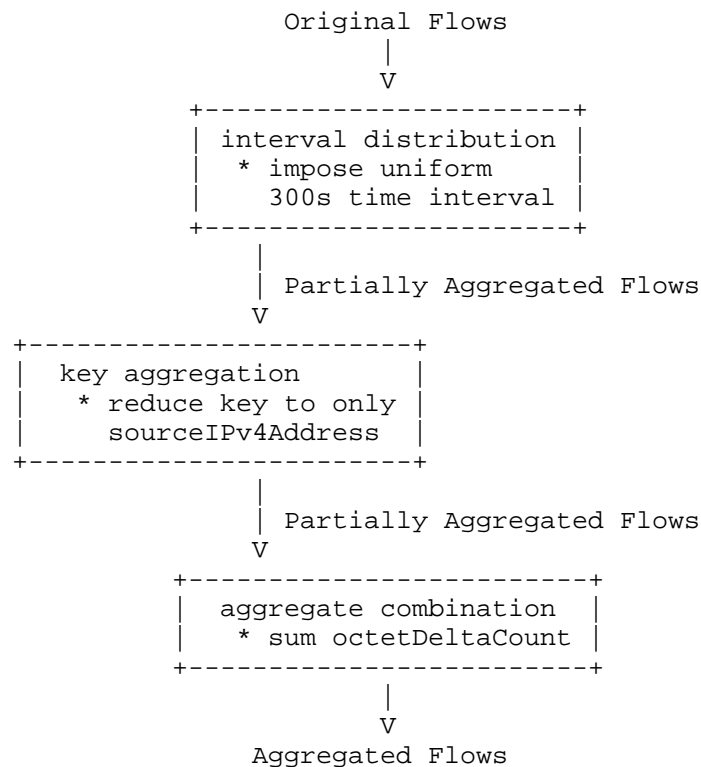 Original Flows
|
V
+-----------------------+
| interval distribution |
| * impose uniform |
| 300s time interval |
+-----------------------+
|
| Partially Aggregated Flows
V
+------------------------+
| key aggregation |
| * reduce key to only |
| sourceIPv4Address |
+------------------------+
|
| Partially Aggregated Flows
V
+-------------------------+
| aggregate combination |
| * sum octetDeltaCount |
+-------------------------+
|
V
Aggregated Flows